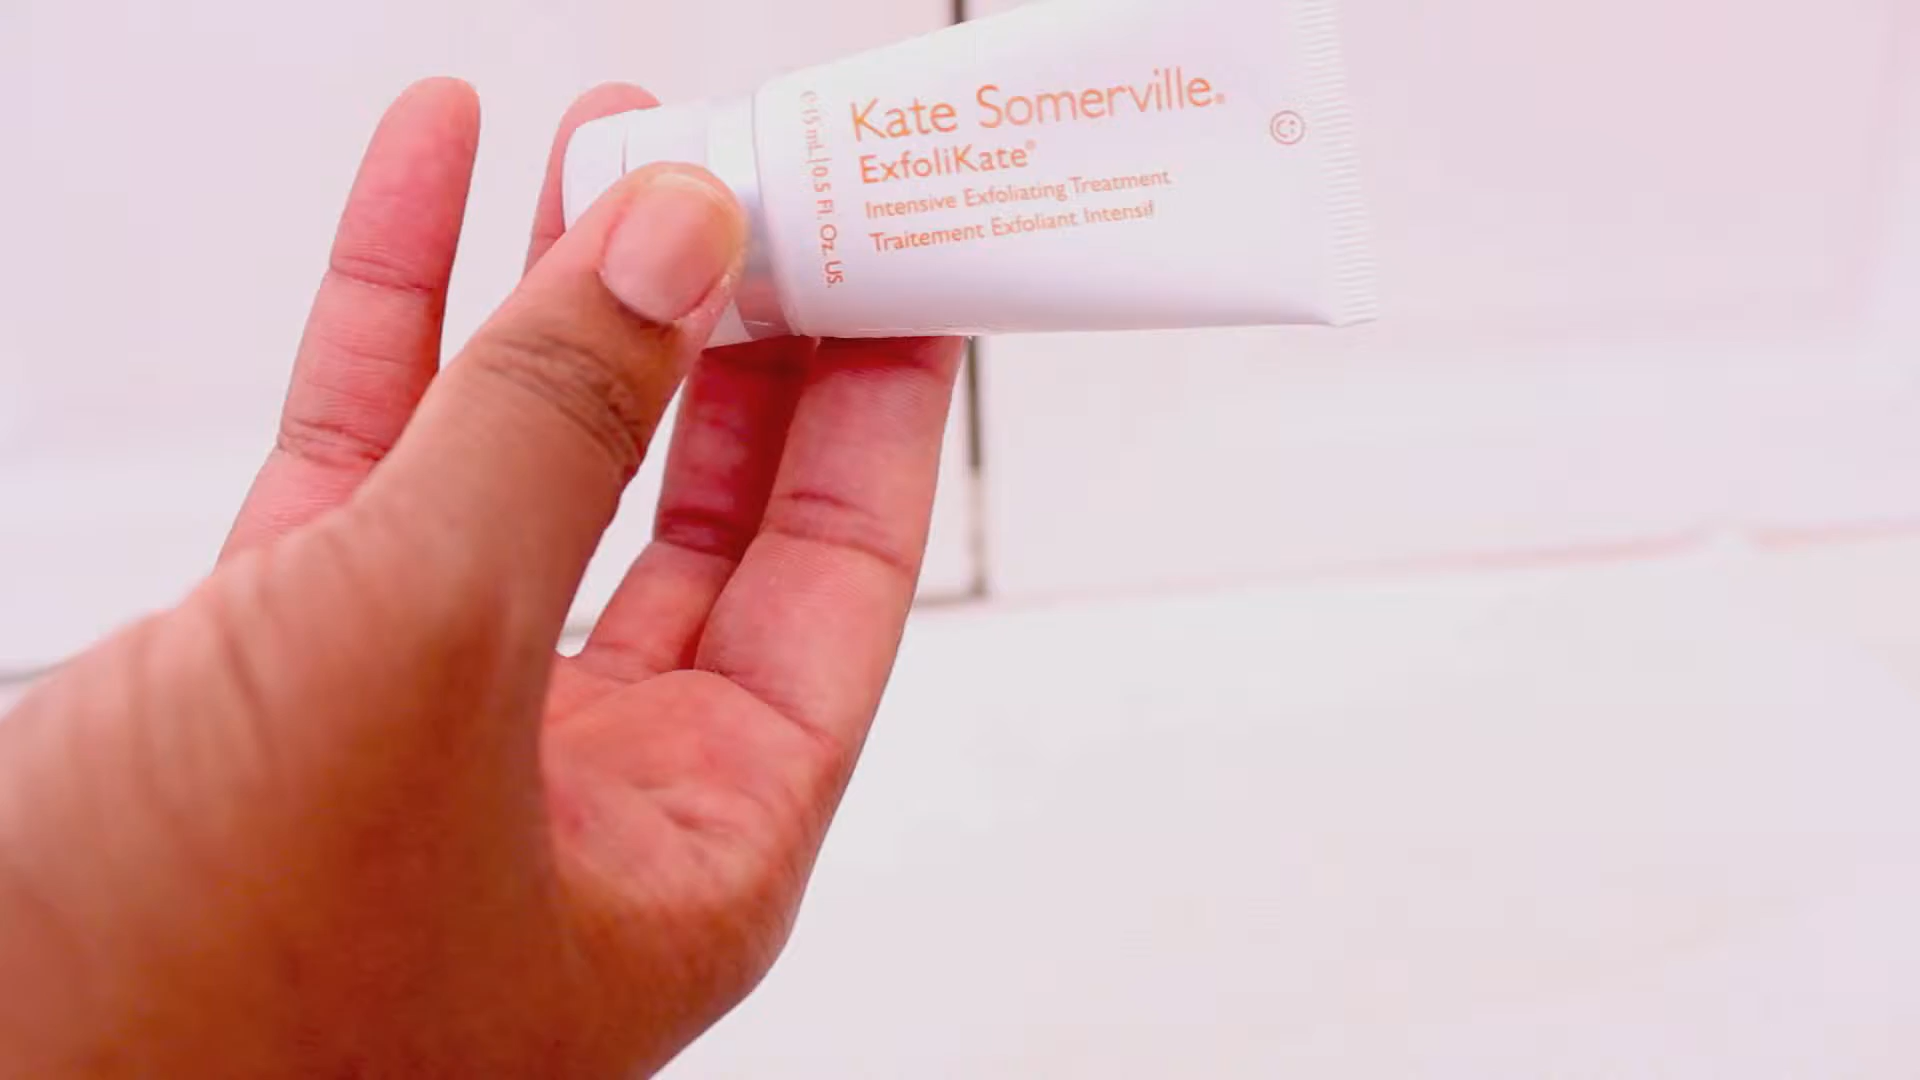 Kate Somerville®
ExfoliKate®
Intensive Exfoliating Treatment
Traitement Exfoliant Intensif
℮15 mL | 0.5 Fl. Oz. US.